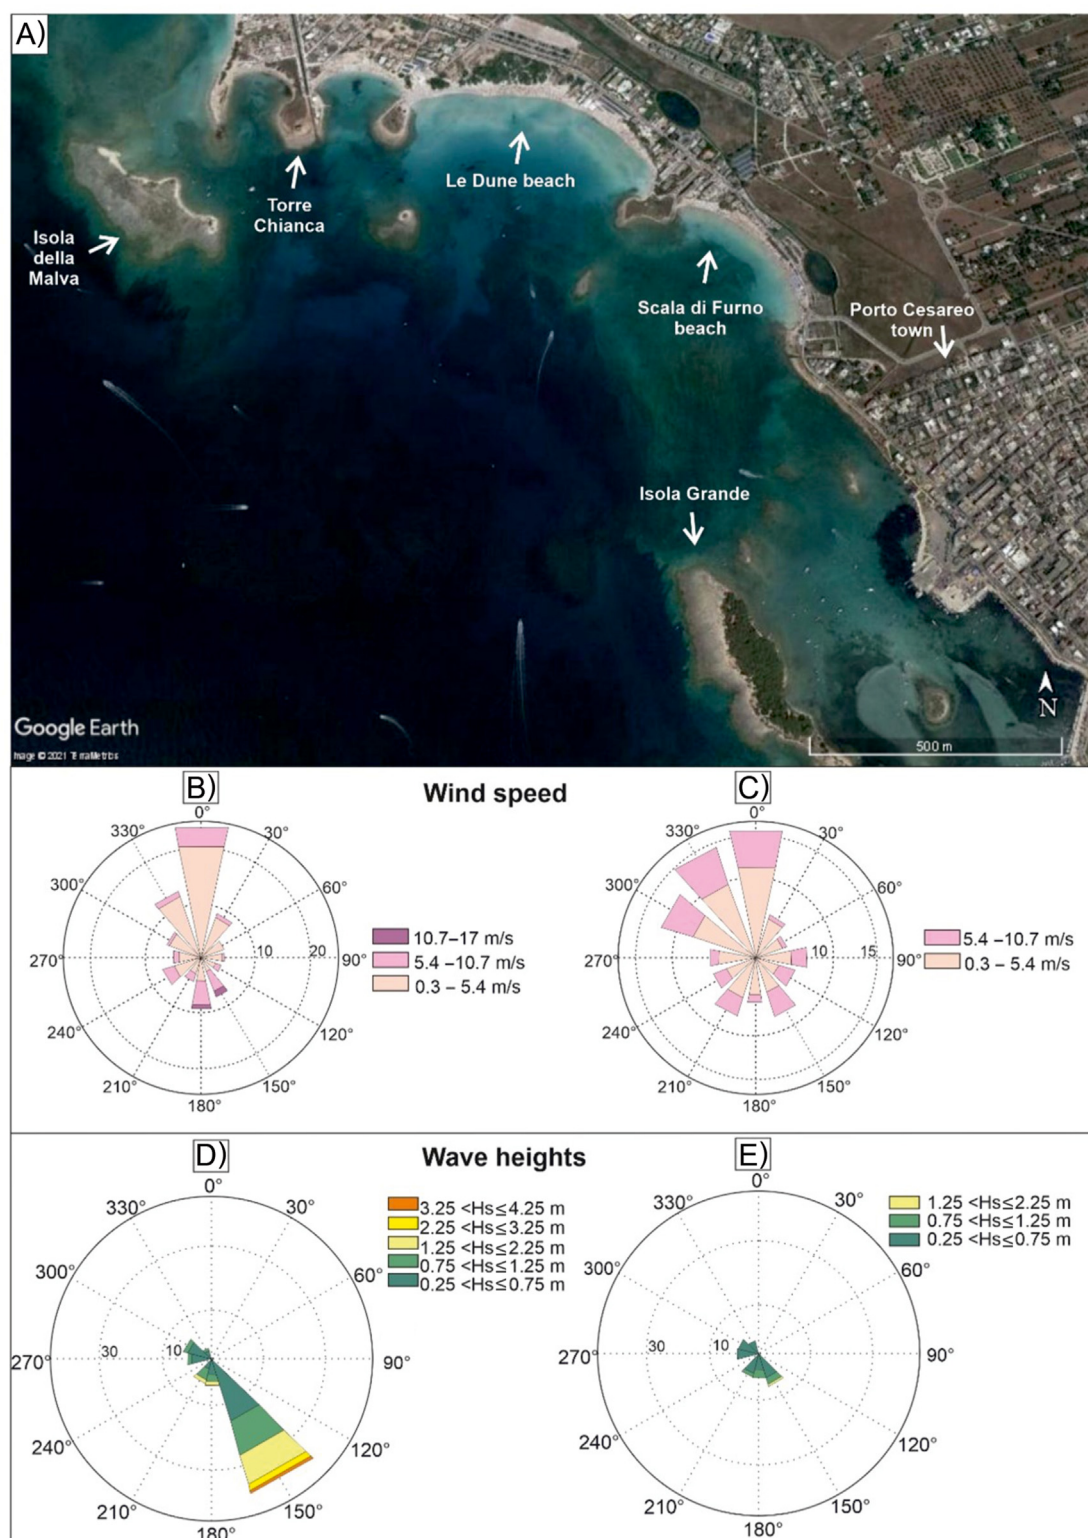 A)
Le Dune beach
Torre
Chianca
Isola
della
Malva
Scala di Furno
beach
Porto Cesareo
town
Isola Grande
N
Google Earth
Image © 2021 TerraMetrics
500 m
B)
Wind speed
C)
0°
330°
30°
300°
60°
270°
10
20
90°
240°
120°
210°
150°
180°
10.7–17 m/s
5.4 –10.7 m/s
0.3 – 5.4 m/s
0°
330°
30°
300°
60°
270°
10
15
90°
240°
120°
210°
150°
180°
5.4 –10.7 m/s
0.3 – 5.4 m/s
D)
Wave heights
E)
0°
330°
30°
300°
60°
270°
30
10
90°
240°
120°
210°
150°
180°
3.25 <Hs≤4.25 m
2.25 <Hs≤3.25 m
1.25 <Hs≤2.25 m
0.75 <Hs≤1.25 m
0.25 <Hs≤0.75 m
0°
330°
30°
300°
60°
270°
30
10
90°
240°
120°
210°
150°
180°
1.25 <Hs≤2.25 m
0.75 <Hs≤1.25 m
0.25 <Hs≤0.75 m